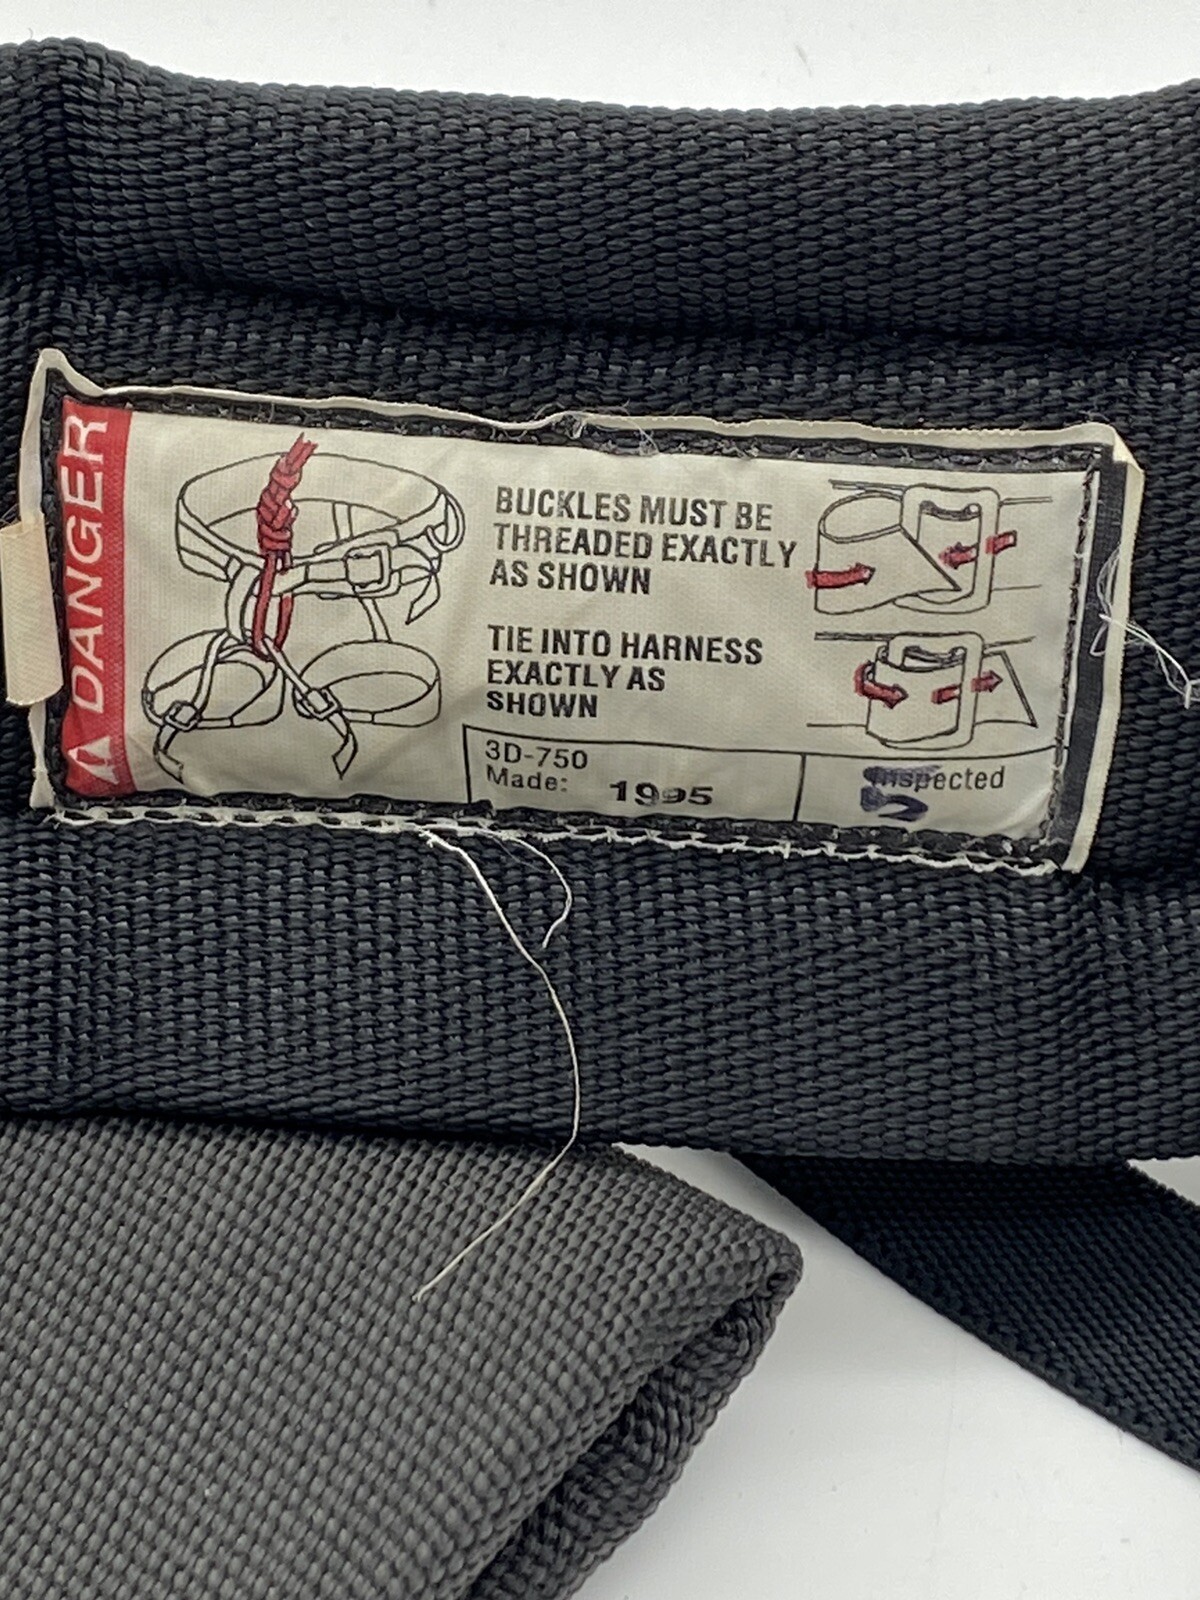 DANGER
BUCKLES MUST BE
THREADED EXACTLY
AS SHOWN
TIE INTO HARNESS
EXACTLY AS
SHOWN
3D-750
Made: 1995
Inspected
5